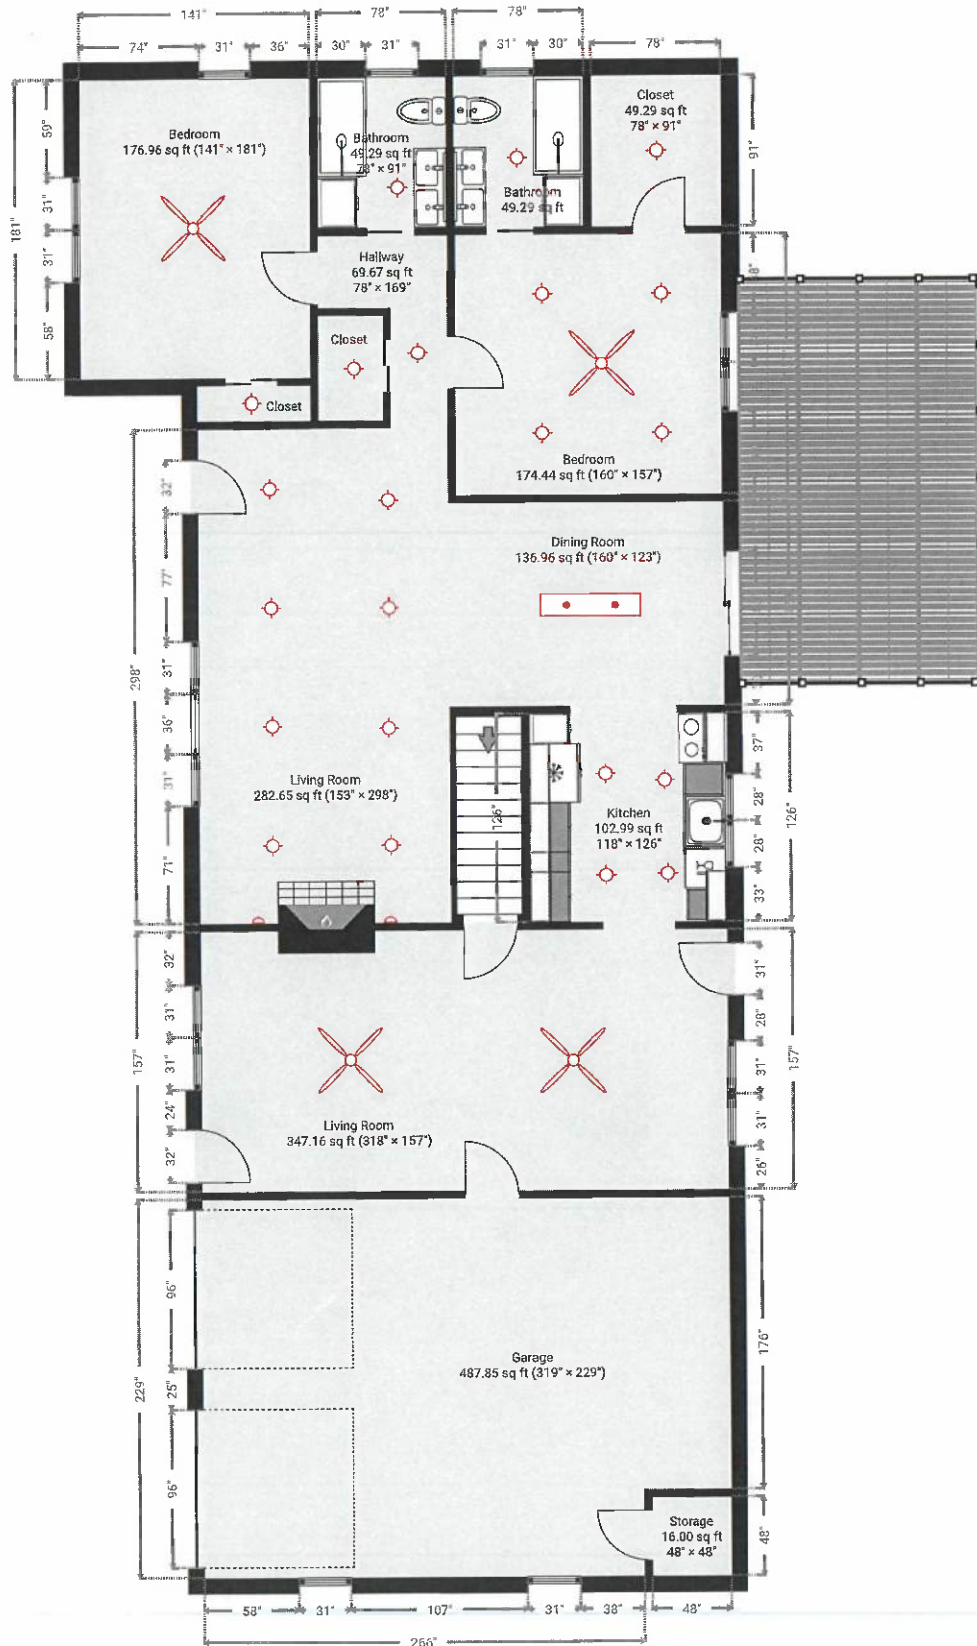 141"
78"
78"
74"
31"
36"
30"
31"
31"
30"
78"
Bedroom
176.96 sq ft (141" × 181")
Bathroom
49.29 sq ft
78" × 91"
Bathroom
49.29 sq ft
Closet
49.29 sq ft
78" × 91"
59"
31"
31"
58"
181"
91"
Hallway
69.67 sq ft
78" × 169"
Closet
Closet
Bedroom
174.44 sq ft (160" × 157")
32"
77"
31"
36"
31"
71"
298"
Dining Room
136.96 sq ft (160" × 123")
Living Room
282.65 sq ft (153" × 298")
126"
Kitchen
102.99 sq ft
118" × 126"
37"
28"
28"
33"
126"
32"
31"
31"
24"
32"
157"
Living Room
347.16 sq ft (318" × 157")
31"
28"
31"
31"
26"
157"
96"
25"
96"
229"
Garage
487.85 sq ft (319" × 229")
176"
Storage
16.00 sq ft
48" × 48"
48"
58"
31"
107"
31"
38"
48"
266"